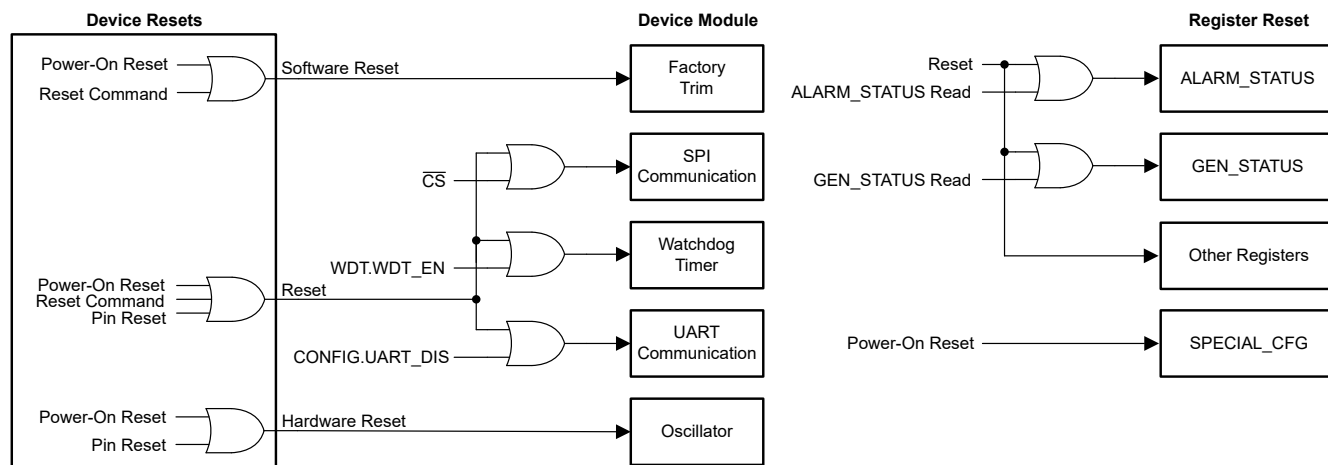 Device Resets
Device Module
Register Reset
Power-On Reset
Reset Command
Software Reset
Factory
Trim
Reset
ALARM_STATUS Read
ALARM_STATUS
CS
SPI
Communication
GEN_STATUS Read
GEN_STATUS
WDT.WDT_EN
Watchdog
Timer
Other Registers
Power-On Reset
Reset Command
Pin Reset
Reset
CONFIG.UART_DIS
UART
Communication
Power-On Reset
SPECIAL_CFG
Power-On Reset
Pin Reset
Hardware Reset
Oscillator